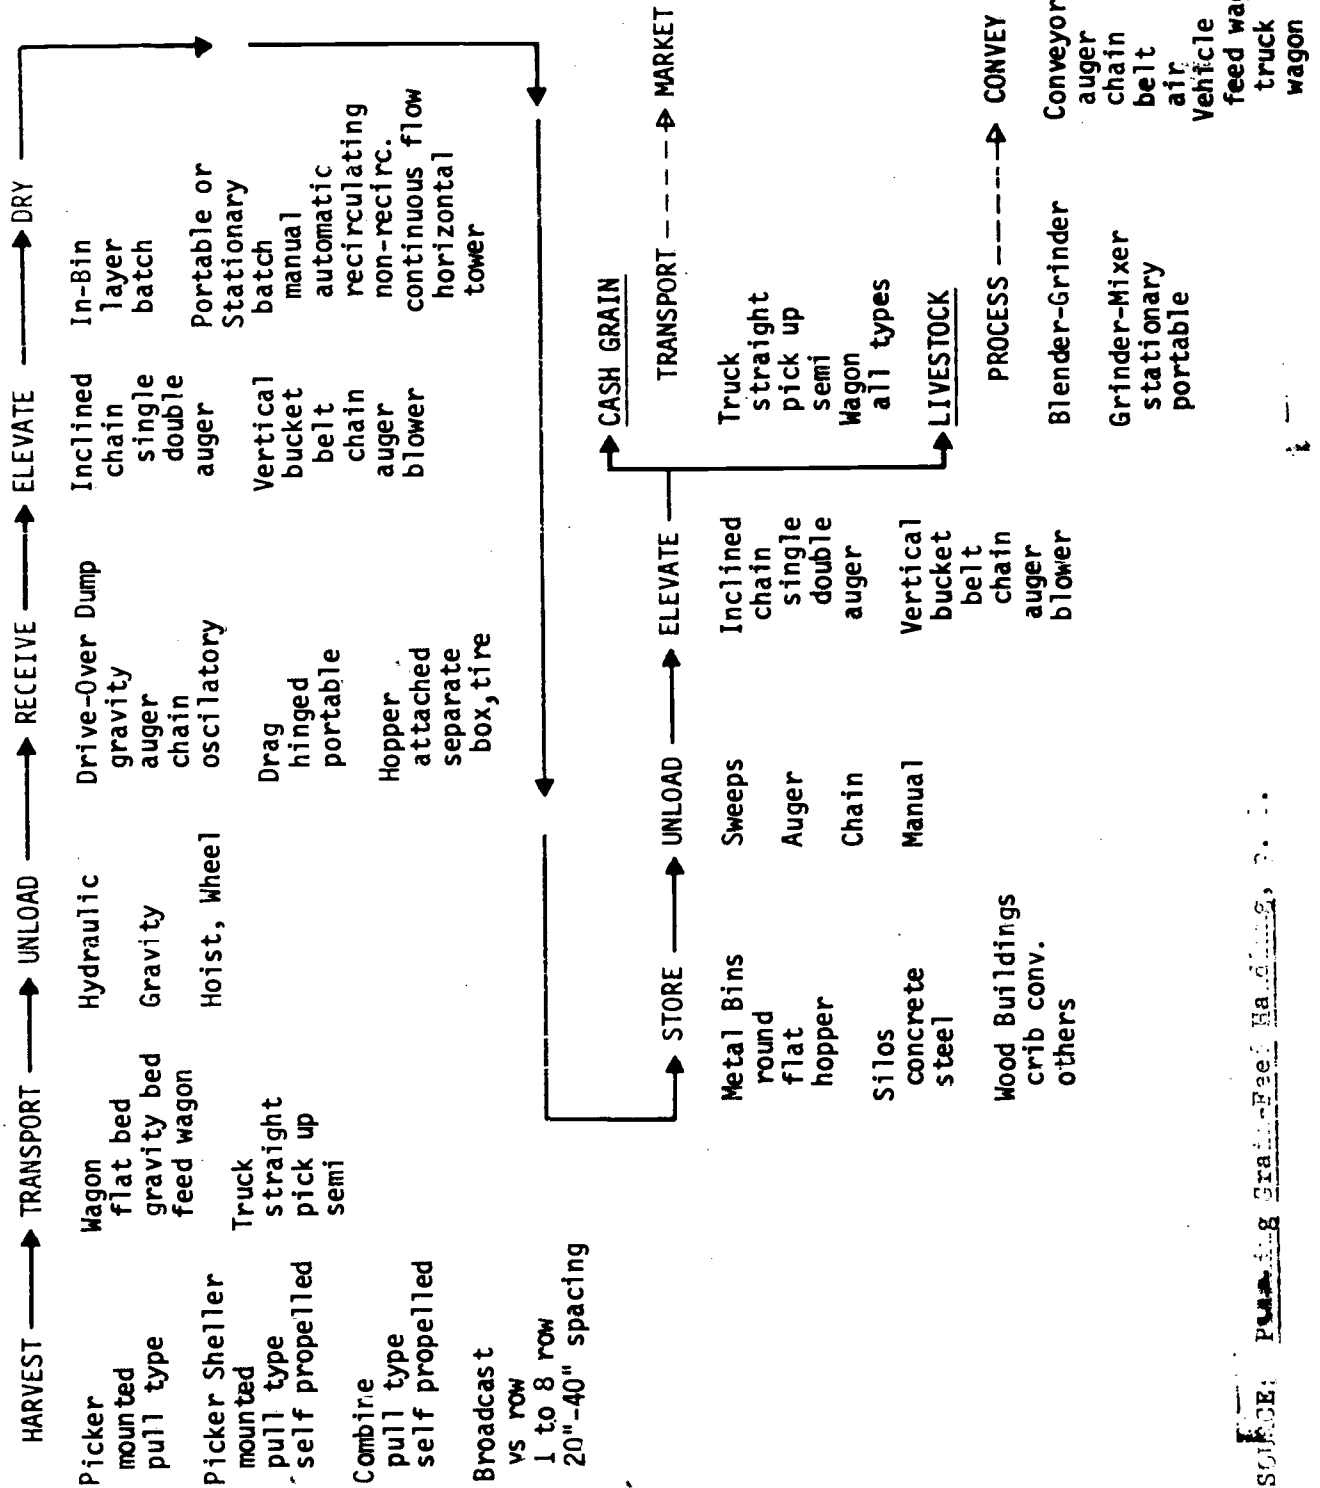 HARVEST TRANSPORT UNLOAD RECEIVE ELEVATE DRY
Picker
mounted
pull type
Picker Sheller
mounted
pull type
self propelled
Combine
pull type
self propelled
Broadcast
vs row
1 to 8 row
20"-40" spacing
Wagon
flat bed
gravity bed
feed wagon
Truck
straight
pick up
semi
Hydraulic
Gravity
Hoist, Wheel
Drive-Over Dump
gravity
auger
chain
oscilatory
Drag
hinged
portable
Hopper
attached
separate
box,tire
Inclined
chain
single
double
auger
Vertical
bucket
belt
chain
auger
blower
In-Bin
layer
batch
Portable or
Stationary
batch
manual
automatic
recirculating
non-recirc.
continuous flow
horizontal
tower
STORE UNLOAD ELEVATE
Metal Bins
round
flat
hopper
Silos
concrete
steel
Wood Buildings
crib conv.
others
Sweeps
Auger
Chain
Manual
Inclined
chain
single
double
auger
Vertical
bucket
belt
chain
auger
blower
CASH GRAIN
TRANSPORT MARKET
Truck
straight
pick up
semi
Wagon
all types
LIVESTOCK
PROCESS CONVEY
Blender-Grinder
Grinder-Mixer
stationary
portable
Conveyor
auger
chain
belt
air
Vehicle
feed wa
truck
wagon
SOURCE: